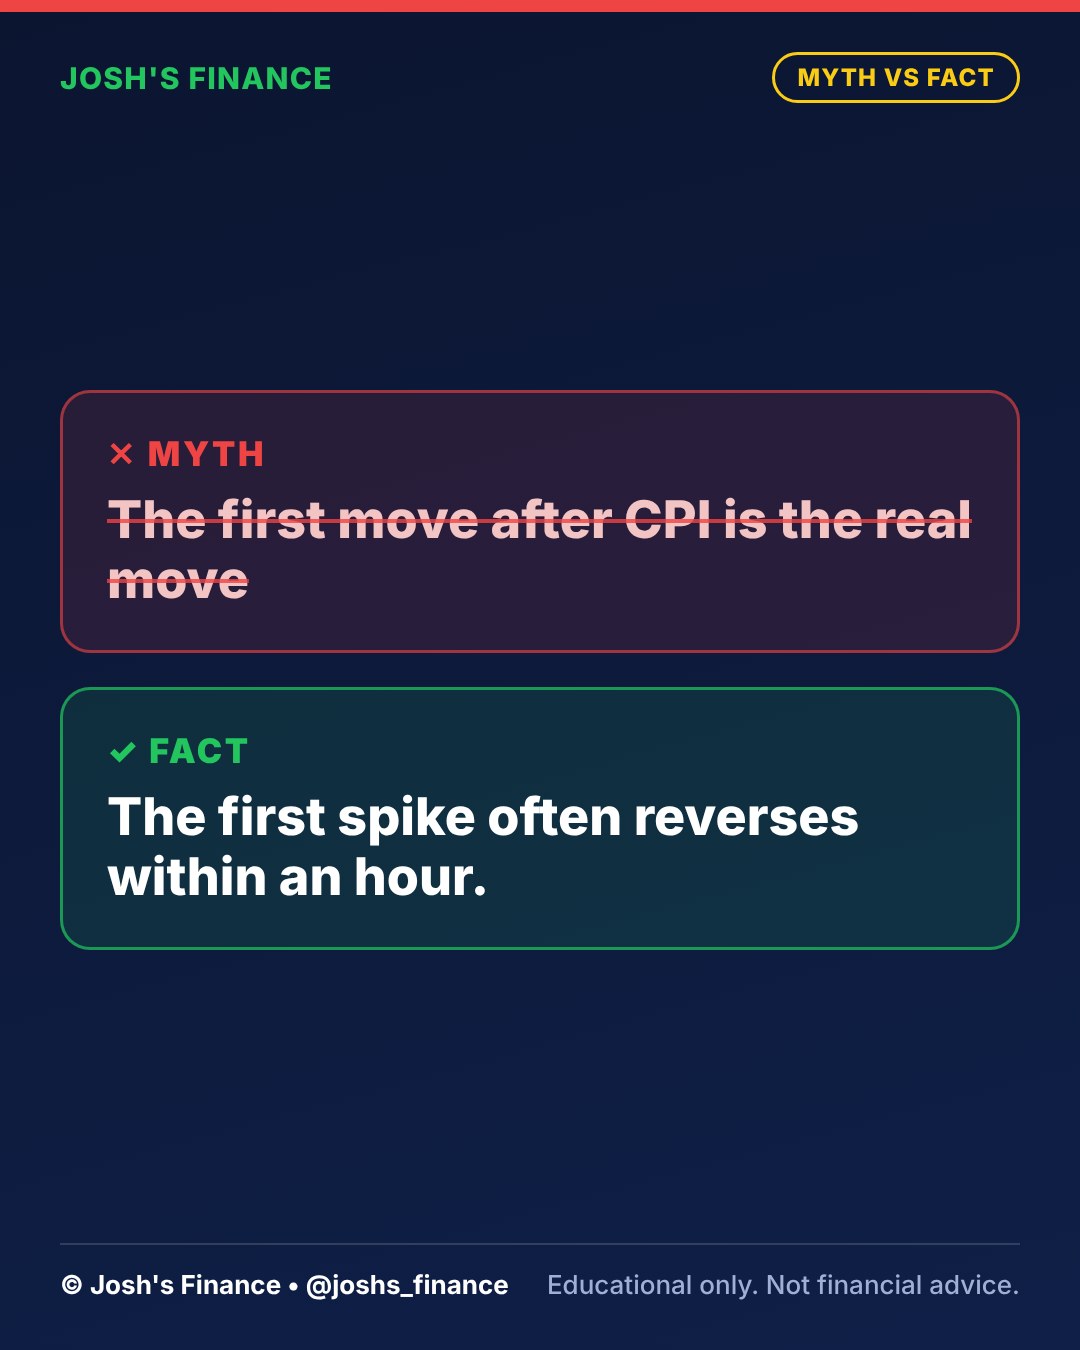 JOSH'S FINANCE
MYTH VS FACT
✕ MYTH
The first move after CPI is the real
move
✓ FACT
The first spike often reverses
within an hour.
© Josh's Finance • @joshs_finance
Educational only. Not financial advice.